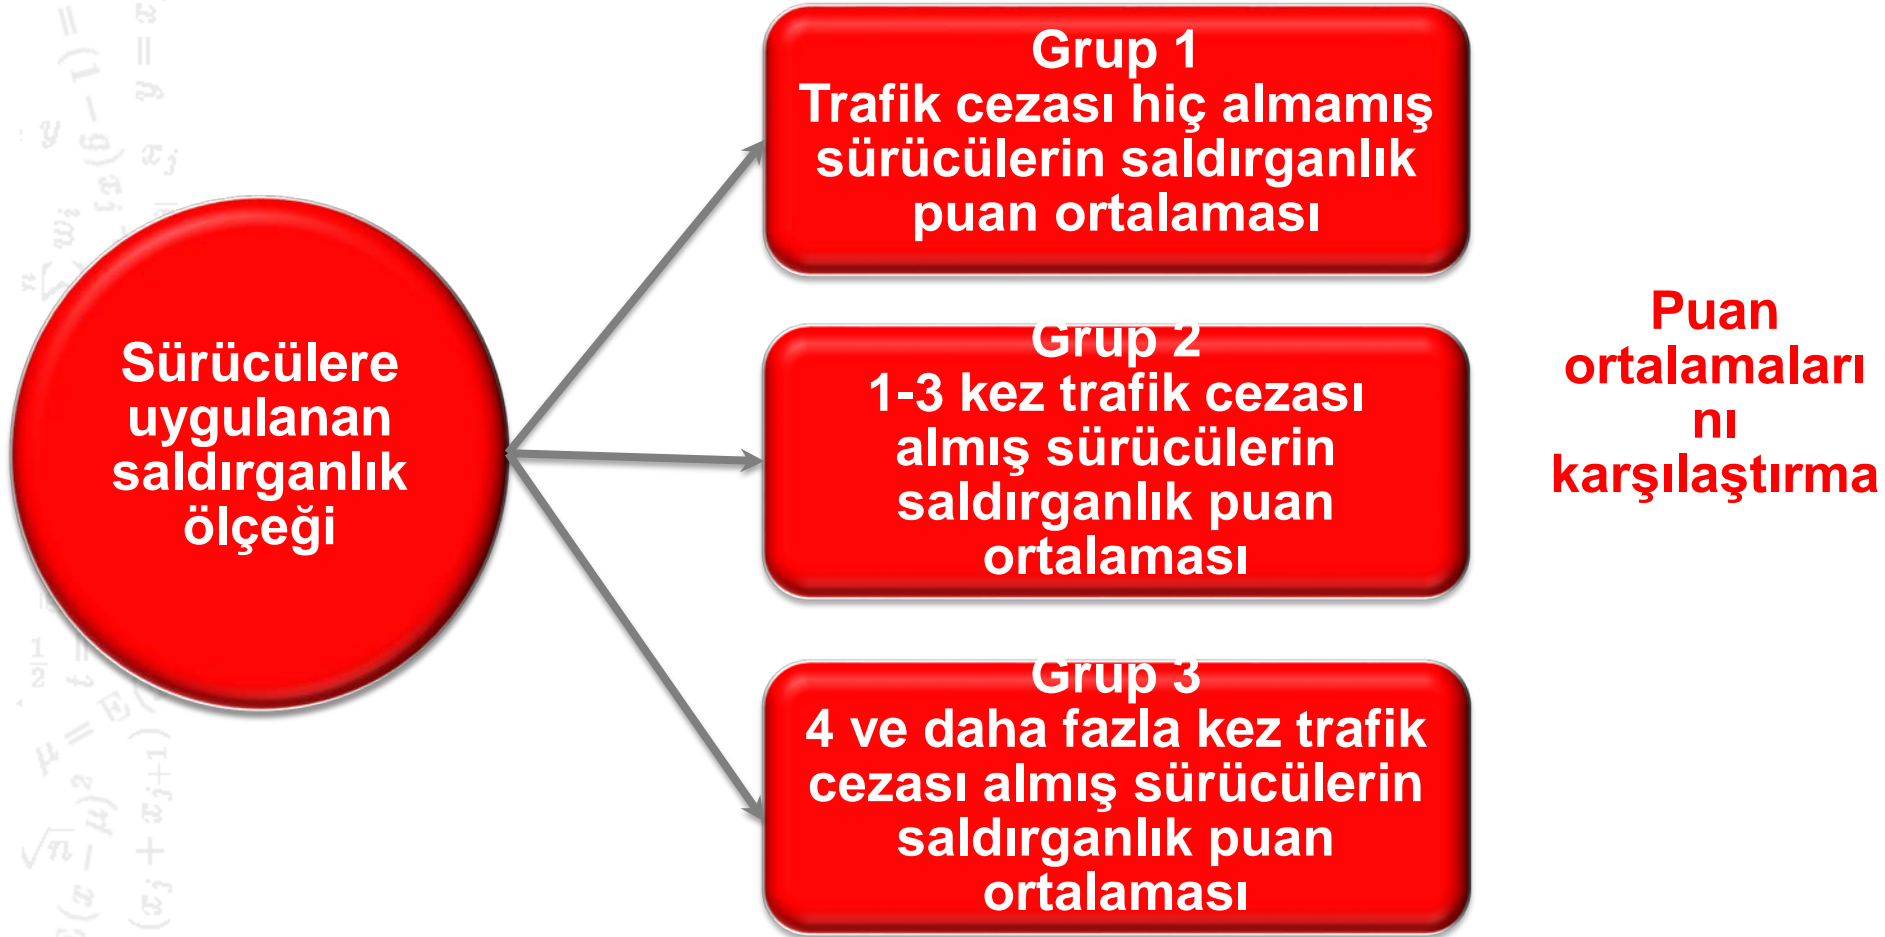 Sürücülere
uygulanan
saldırganlık
ölçeği
Grup 1
Trafik cezası hiç almamış
sürücülerin saldırganlık
puan ortalaması
Grup 2
1-3 kez trafik cezası
almış sürücülerin
saldırganlık puan
ortalaması
Grup 3
4 ve daha fazla kez trafik
cezası almış sürücülerin
saldırganlık puan
ortalaması
Puan
ortalamaları
nı
karşılaştırma